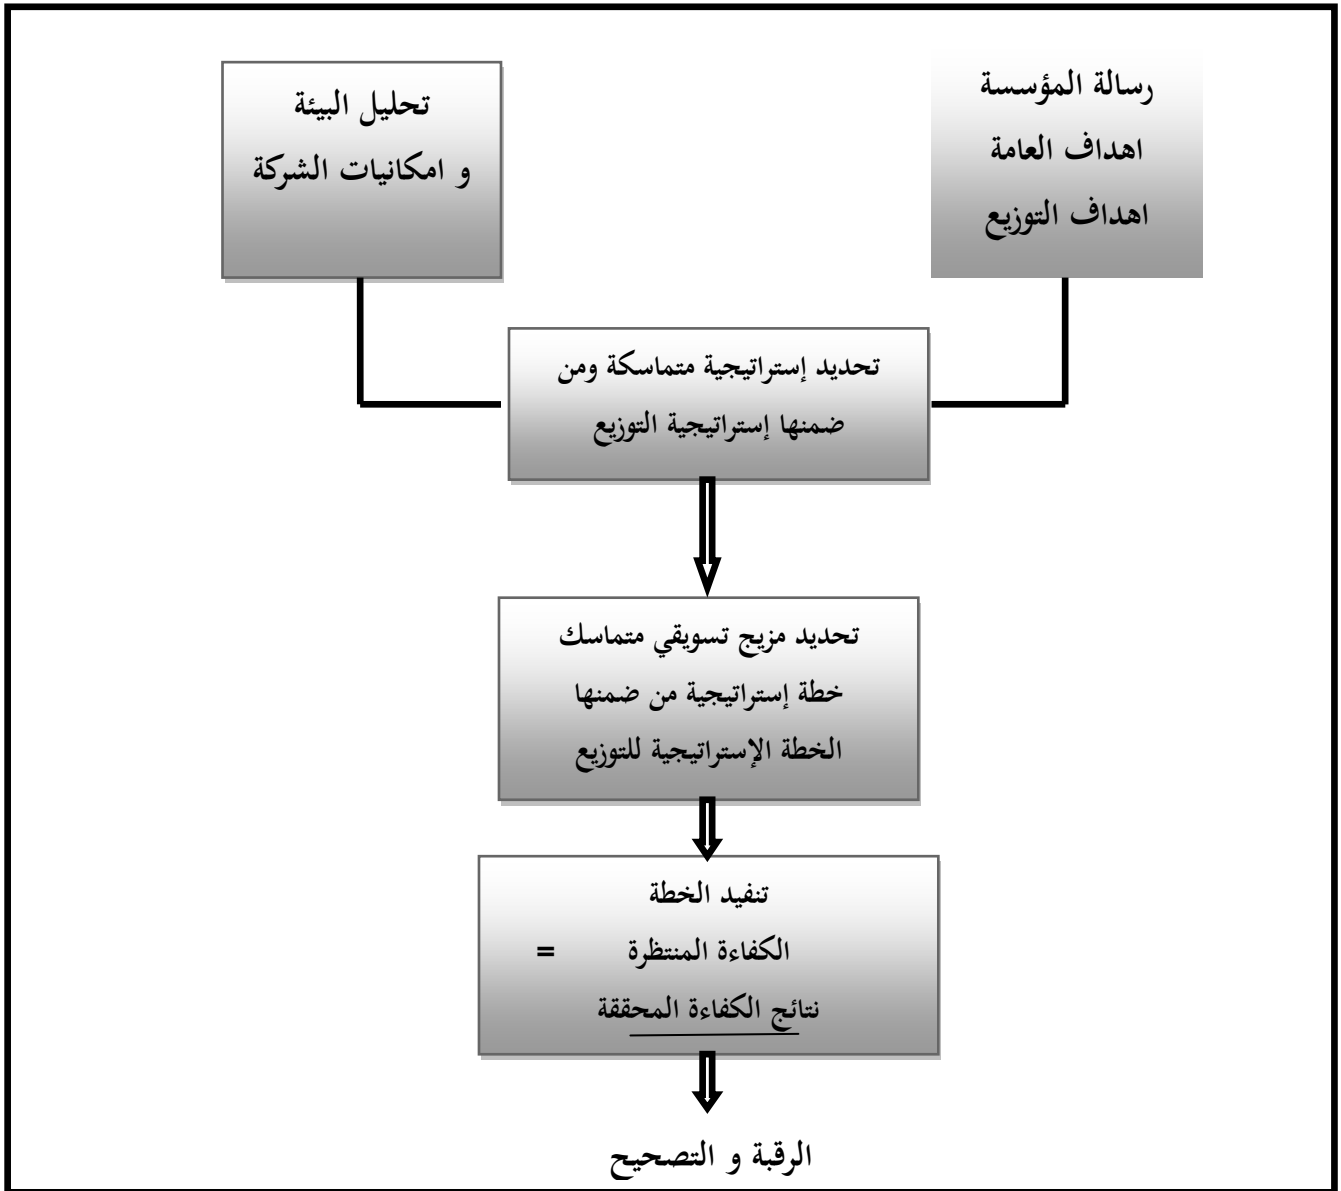 رسالة المؤسسة
اهداف العامة
اهداف التوزيع
تحليل البيئة
و امكانيات الشركة
تحديد إستراتيجية متماسكة ومن
ضمنها إستراتيجية التوزيع
تحديد مزيج تسويقي متماسك
خطة إستراتيجية من ضمنها
الخطة الإستراتيجية للتوزيع
تنفيد الخطة
الكفاءة المنتظرة =
نتائج الكفاءة المحققة
الرقبة و التصحيح